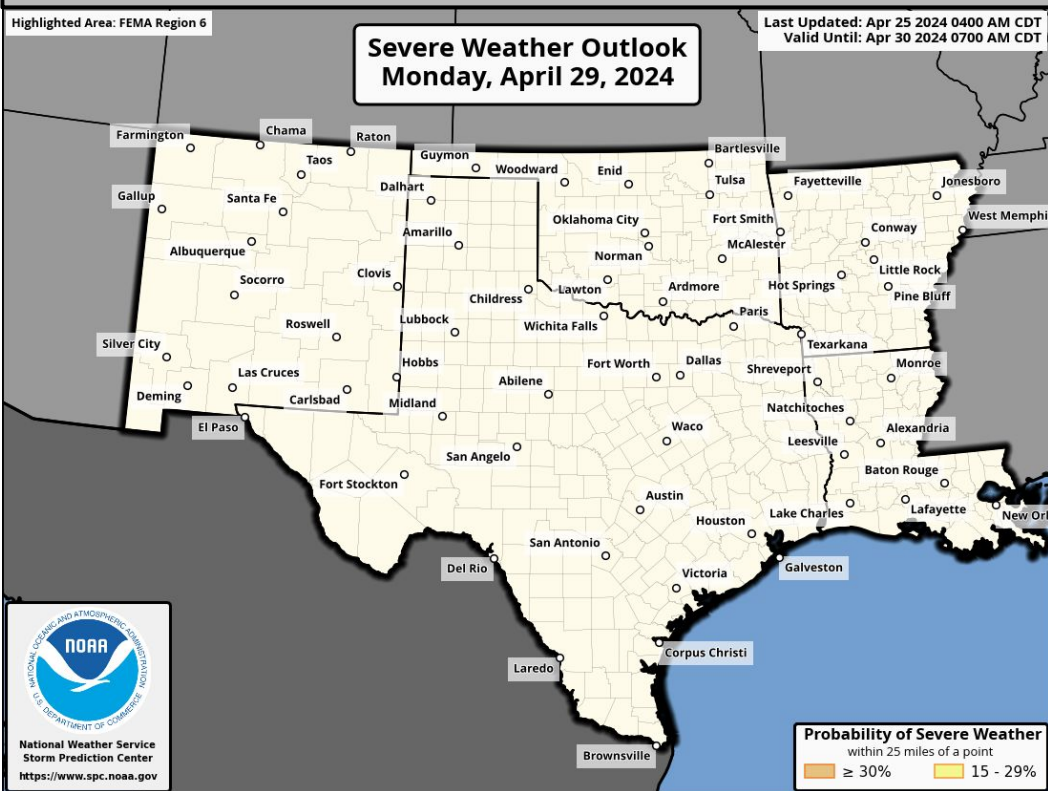 Highlighted Area: FEMA Region 6
Last Updated: Apr 25 2024 0400 AM CDT
Valid Until: Apr 30 2024 0700 AM CDT
Severe Weather Outlook
Monday, April 29, 2024
Farmington
Chama
Raton
Taos
Guymon
Woodward
Enid
Bartlesville
Tulsa
Fayetteville
Jonesboro
Gallup
Santa Fe
Dalhart
Oklahoma City
Fort Smith
West Memphi
Albuquerque
Amarillo
Norman
McAlester
Conway
Socorro
Clovis
Childress
Lawton
Ardmore
Hot Springs
Little Rock
Pine Bluff
Roswell
Lubbock
Wichita Falls
Paris
Texarkana
Silver City
Las Cruces
Hobbs
Fort Worth
Dallas
Shreveport
Monroe
Deming
Carlsbad
Midland
Abilene
Natchitoches
El Paso
San Angelo
Waco
Leesville
Alexandria
Fort Stockton
Baton Rouge
Austin
Houston
Lake Charles
Lafayette
New Orl
Del Rio
San Antonio
Galveston
Victoria
Laredo
Corpus Christi
Brownsville
NATIONAL OCEANIC AND ATMOSPHERIC ADMINISTRATION
NOAA
U.S. DEPARTMENT OF COMMERCE
National Weather Service
Storm Prediction Center
https://www.spc.noaa.gov
Probability of Severe Weather
within 25 miles of a point
≥ 30%
15 - 29%